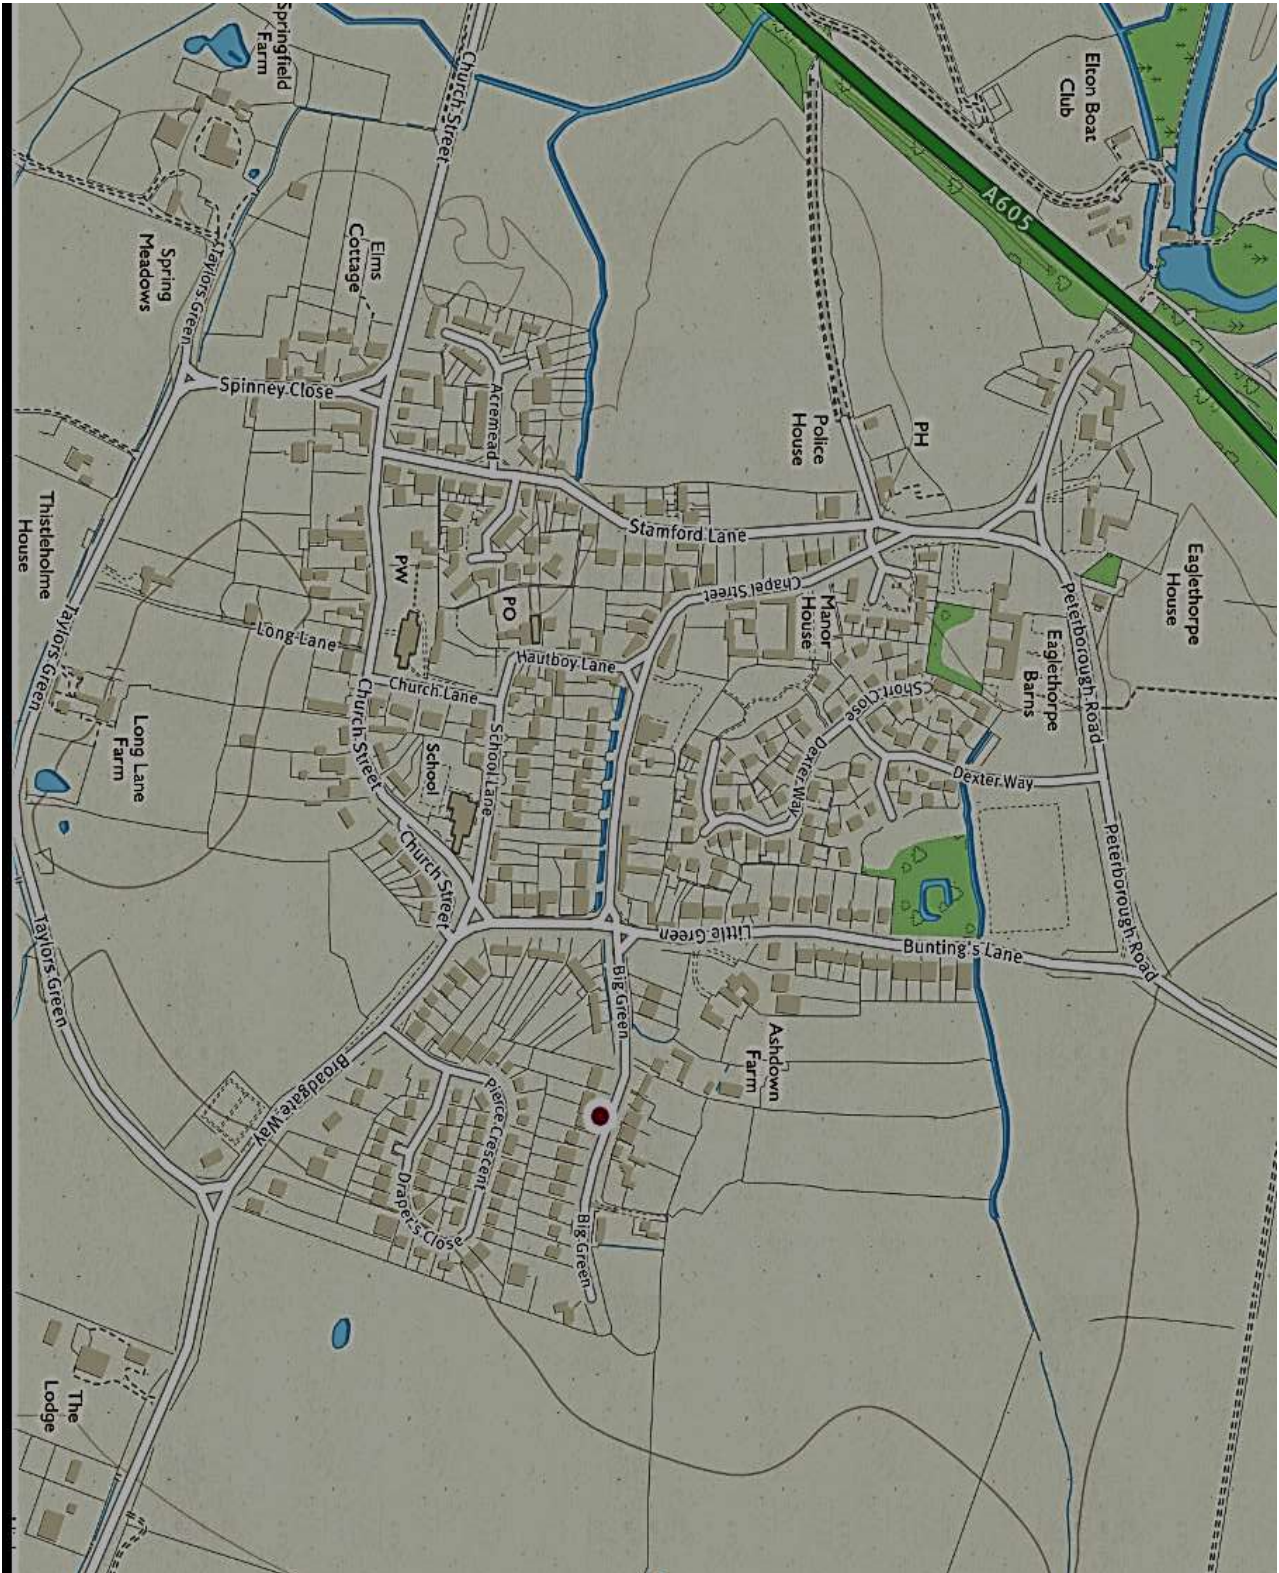 Springfield
Farm
Church Street
Elton Boat
Club
A605
Taylors Green
Spring
Meadows
Elms
Cottage
Spinney Close
Acremead
Police
House
PH
Stamford Lane
Eaglethorpe
House
Thistleholme
House
PW
PO
Chapel Street
Manor
House
Peterborough Road
Eaglethorpe
Barns
Taylors Green
Long Lane
Hautboy Lane
Church Lane
Short Close
Church Street
School
School Lane
Dexter Way
Dexter Way
Long Lane
Farm
Church Street
Peterborough Road
Little Green
Bunting's Lane
Taylors Green
Big Green
Ashdown
Farm
Broadgate Way
Pierce Crescent
Draper's Close
Big Green
The
Lodge